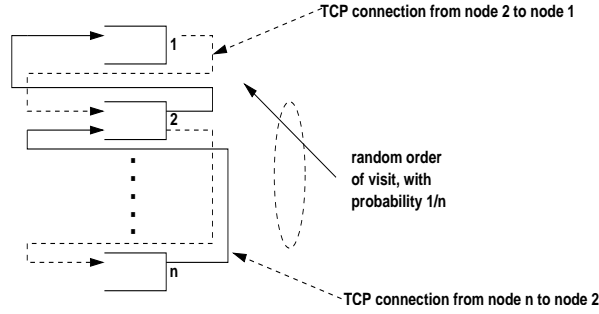 TCP connection from node 2 to node 1
1
2
random order
of visit, with
probability 1/n
n
TCP connection from node n to node 2